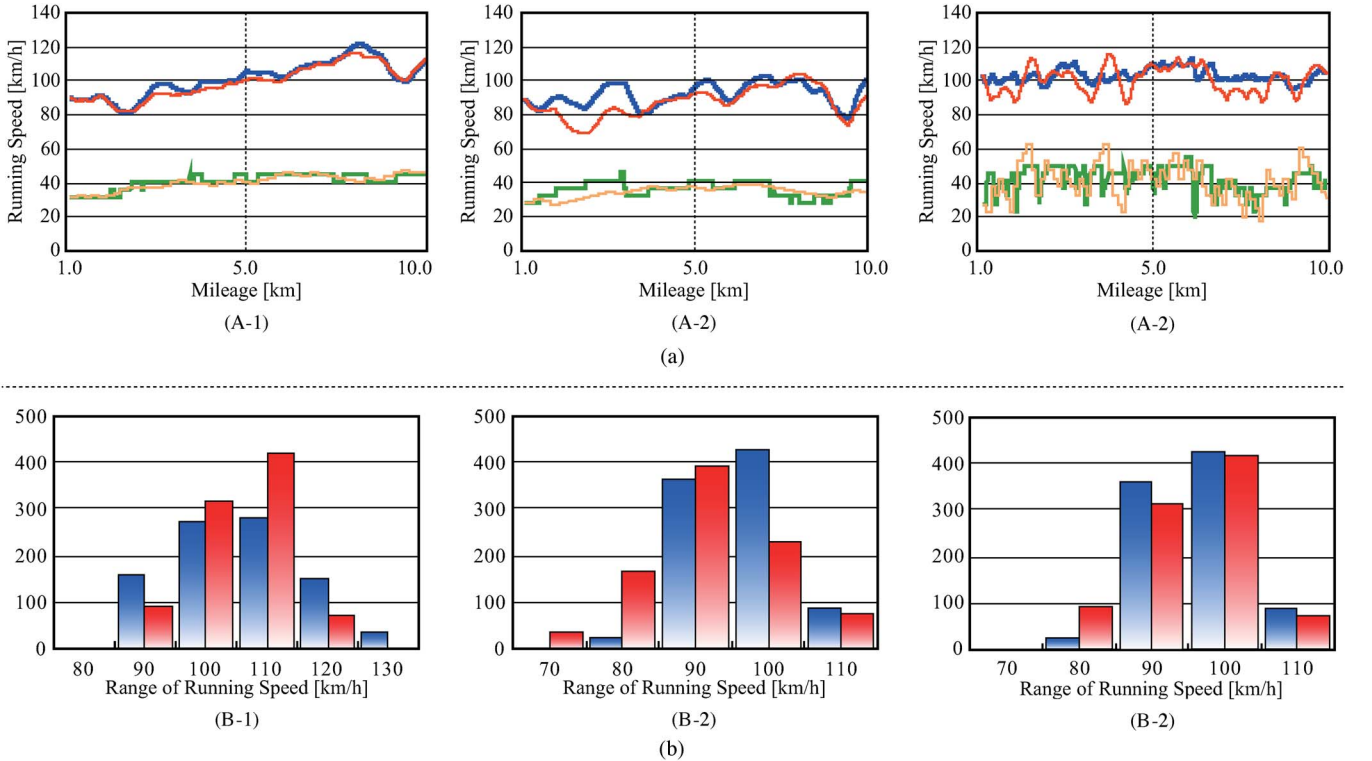 140
120
100
80
60
40
20
0
Running Speed [km/h]
1.0 5.0 10.0
Mileage [km]
(A-1)
140
120
100
80
60
40
20
0
Running Speed [km/h]
1.0 5.0 10.0
Mileage [km]
(A-2)
140
120
100
80
60
40
20
0
Running Speed [km/h]
1.0 5.0 10.0
Mileage [km]
(A-2)
(a)
500
400
300
200
100
0
80 90 100 110 120 130
Range of Running Speed [km/h]
(B-1)
500
400
300
200
100
0
70 80 90 100 110
Range of Running Speed [km/h]
(B-2)
500
400
300
200
100
0
70 80 90 100 110
Range of Running Speed [km/h]
(B-2)
(b)